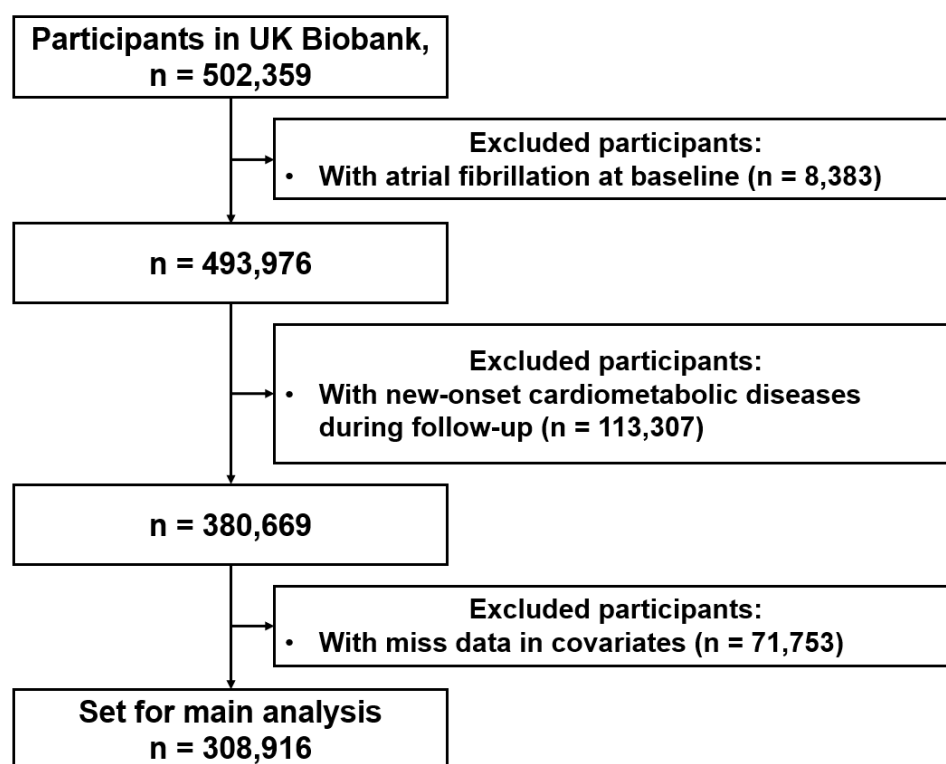 Participants in UK Biobank,
n = 502,359
Excluded participants:
• With atrial fibrillation at baseline (n = 8,383)
n = 493,976
Excluded participants:
• With new-onset cardiometabolic diseases
during follow-up (n = 113,307)
n = 380,669
Excluded participants:
• With miss data in covariates (n = 71,753)
Set for main analysis
n = 308,916